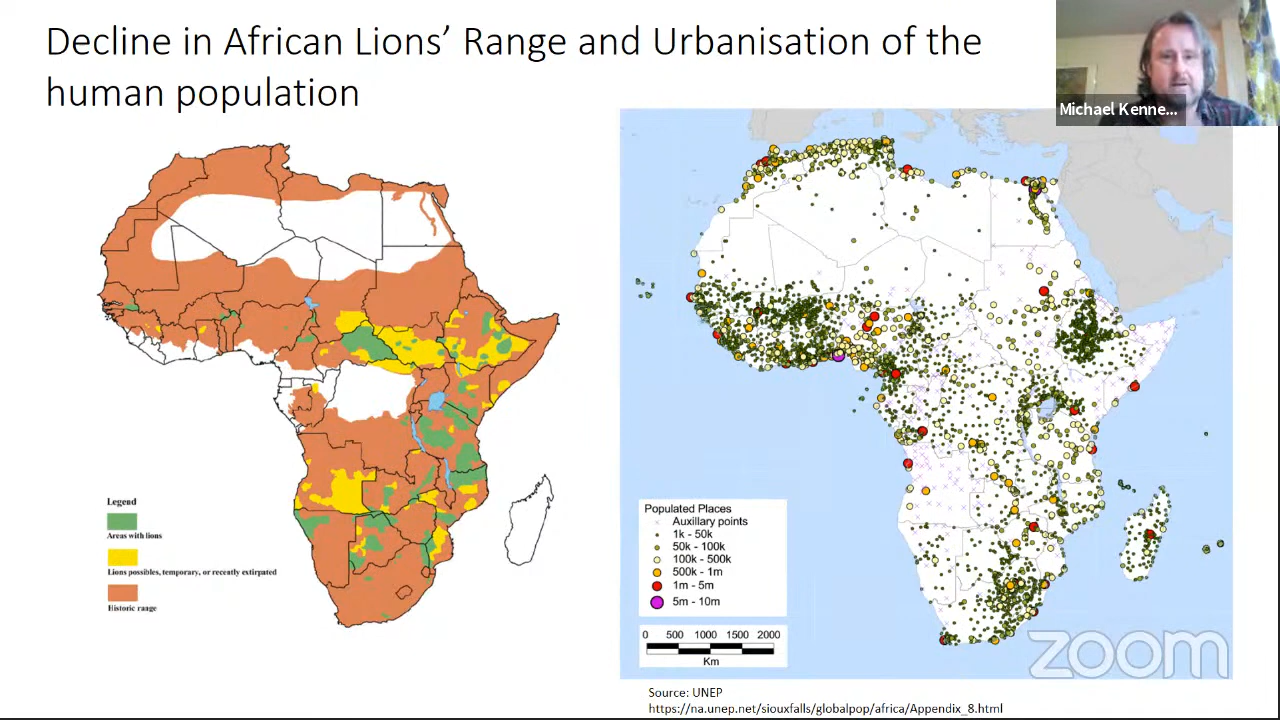 Decline in African Lions’ Range and Urbanisation of the
human population
Michael Kenne...
Legend
Areas with lions
Lions possible, temporary, or recently extirpated
Historic range
Populated Places
Auxillary points
1k - 50k
50k - 100k
100k - 500k
500k - 1m
1m - 5m
5m - 10m
0 500 1000 1500 2000
Km
zoom
Source: UNEP
https://na.unep.net/siouxfalls/globalpop/africa/Appendix_8.html